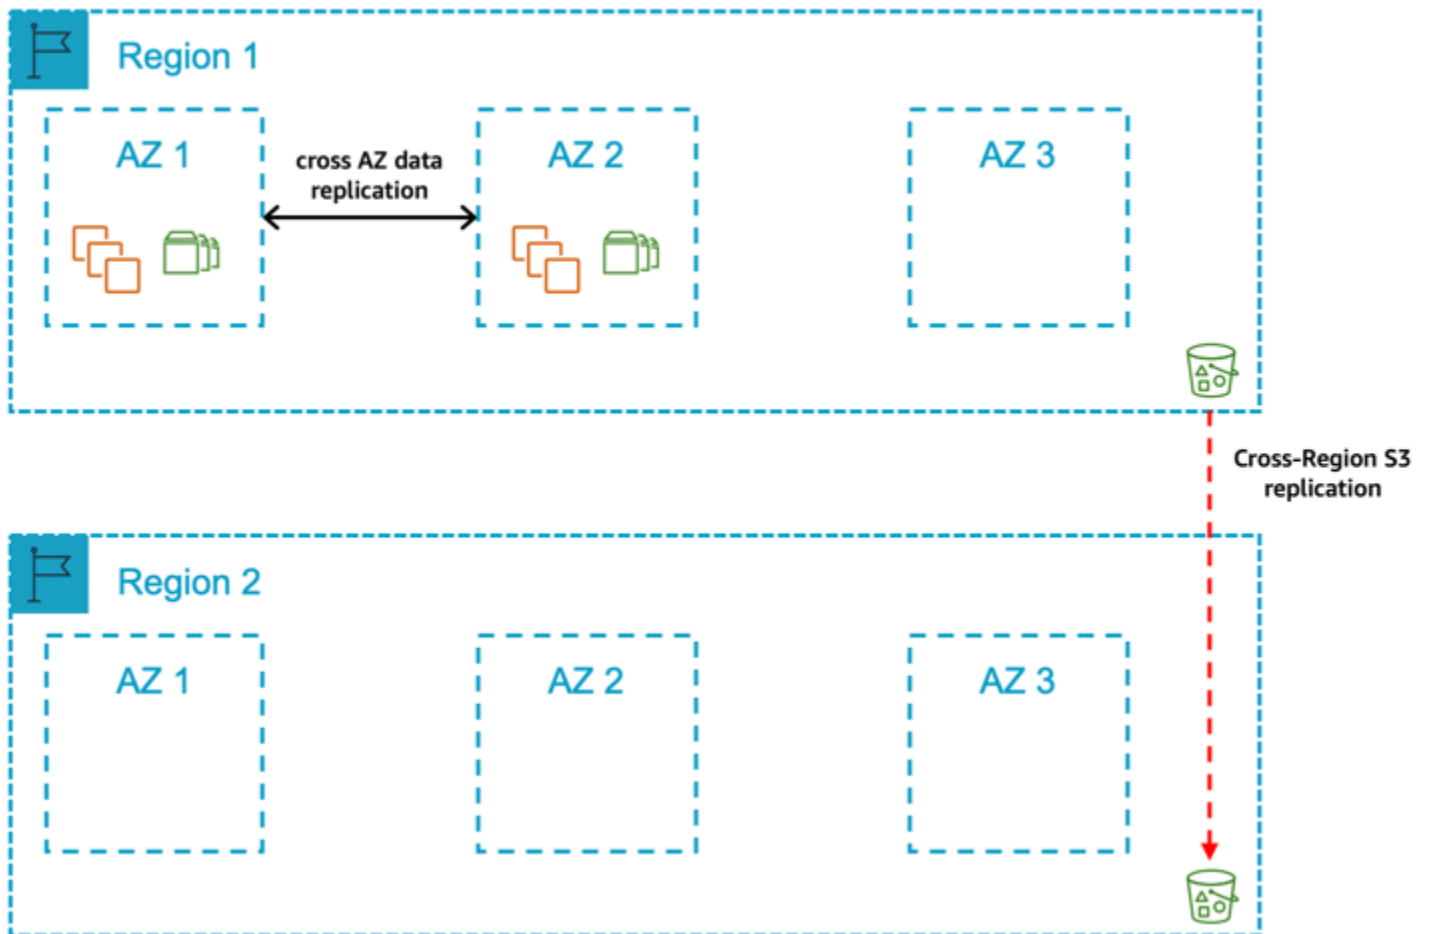 Region 1
AZ 1
cross AZ data
replication
AZ 2
AZ 3
Cross-Region S3
replication
Region 2
AZ 1
AZ 2
AZ 3